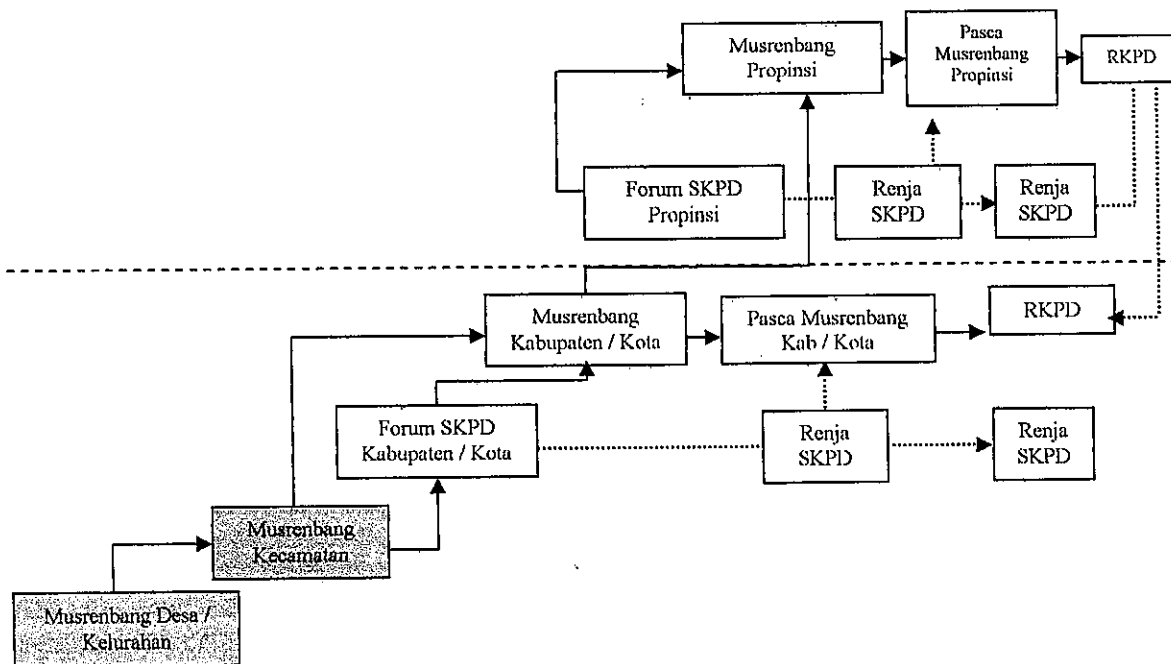 Musrenbang
Propinsi
Pasca
Musrenbang
Propinsi
RKPD
Forum SKPD
Propinsi
Renja
SKPD
Renja
SKPD
Musrenbang
Kabupaten / Kota
Pasca Musrenbang
Kab / Kota
RKPD
Forum SKPD
Kabupaten / Kota
Renja
SKPD
Renja
SKPD
Musrenbang
Kecamatan
Musrenbang Desa /
Kelurahan